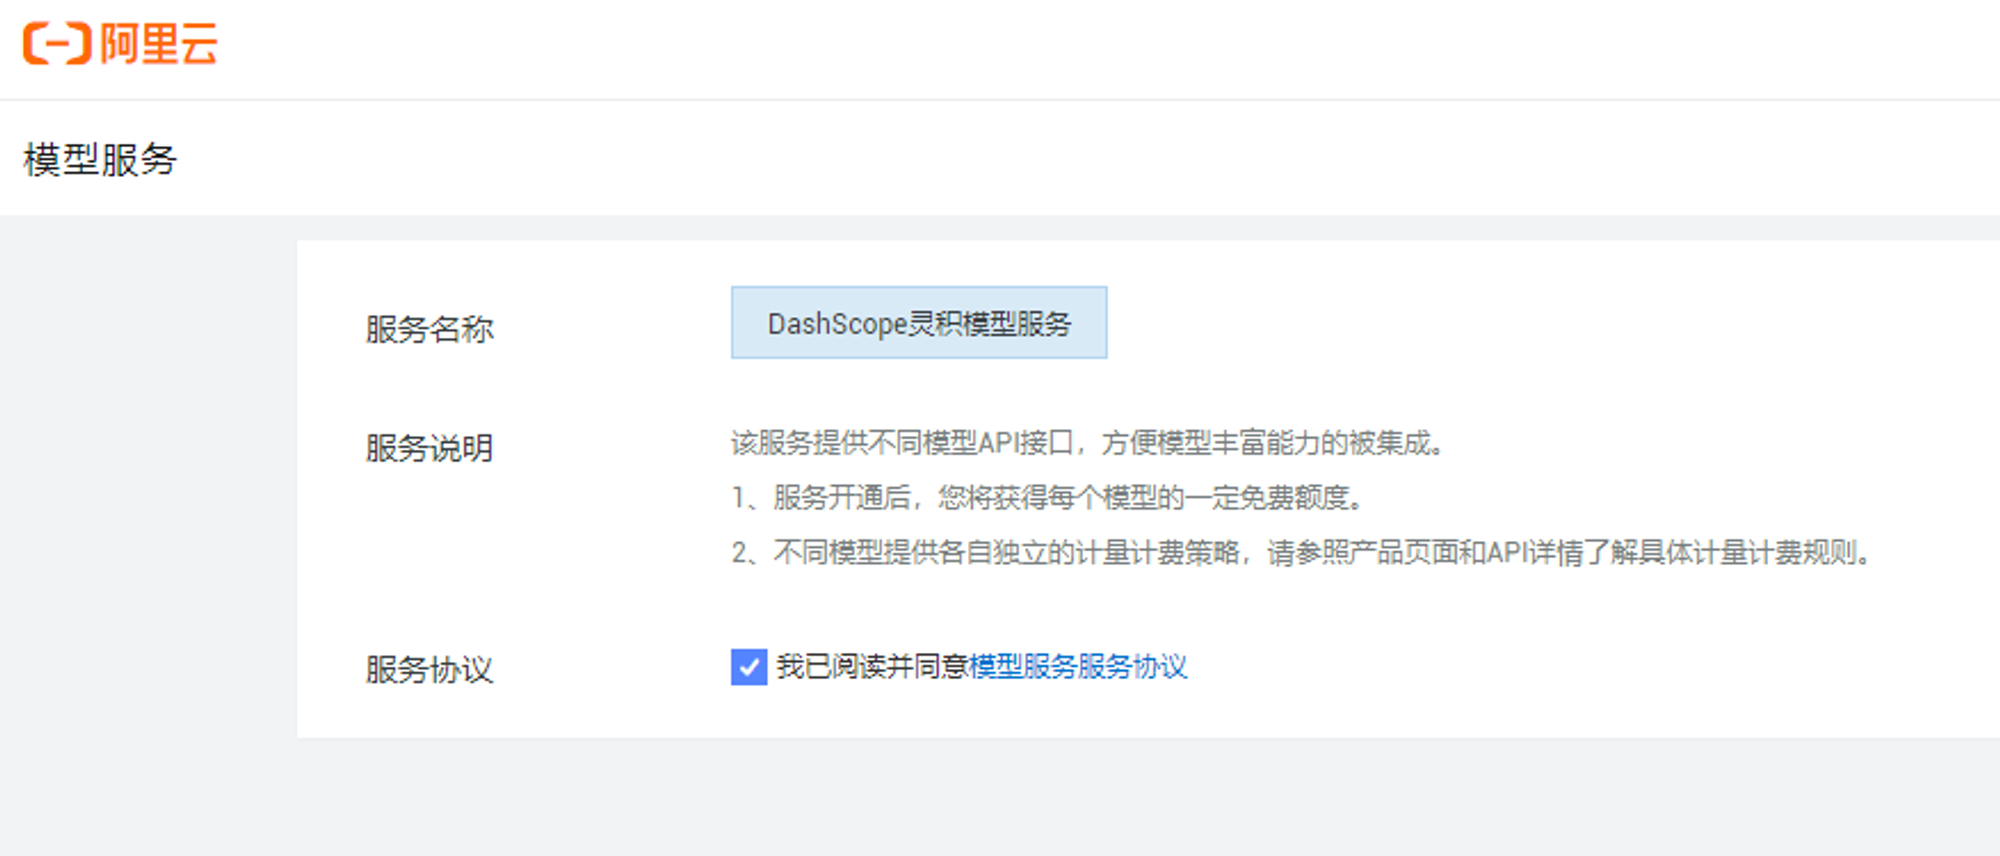 阿里云
模型服务
服务名称
DashScope灵积模型服务
服务说明
该服务提供不同模型API接口，方便模型丰富能力的被集成。
1、服务开通后，您将获得每个模型的一定免费额度。
2、不同模型提供各自独立的计量计费策略，请参照产品页面和API详情了解具体计量计费规则。
服务协议
我已阅读并同意模型服务服务协议